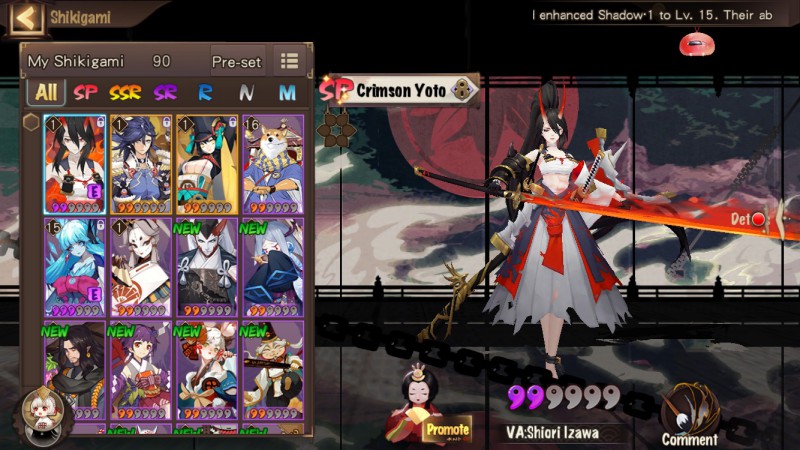 Shikigami
I enhanced Shadow·1 to Lv. 15. Their ab
My Shikigami 90 Pre-set
All SP SSR SR R N M
SP Crimson Yoto
1 1 1 16
E
15 1 NEW NEW
E
NEW NEW NEW NEW
Det
Promote
VA:Shiori Izawa
Comment